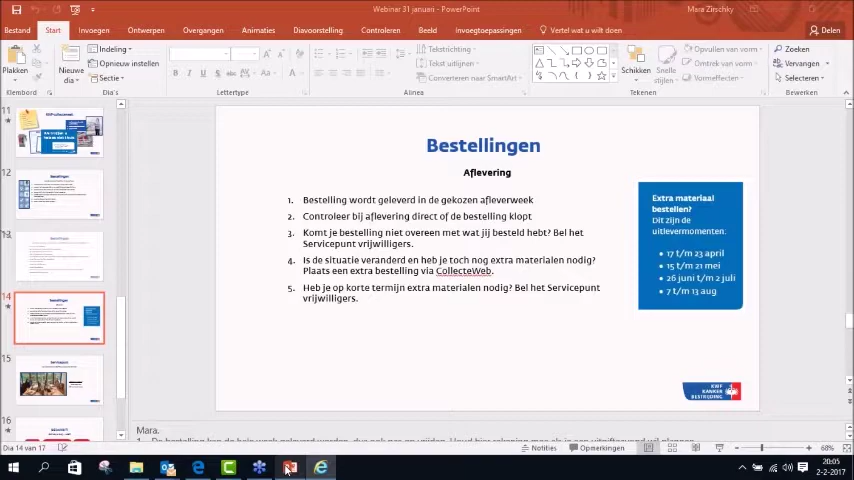 Webinar 31 januari - PowerPoint
Mara Zirschky
Bestand Start Invoegen Ontwerpen Overgangen Animaties Diavoorstelling Controleren Beeld Invoegtoepassingen Vertel wat u wilt doen Delen
Plakken
Nieuwe dia
Indeling
Opnieuw instellen
Sectie
Tekstrichting
Tekst uitlijnen
Converteren naar SmartArt
Schikken
Snelle stijlen
Opvullen van vorm
Omtrek van vorm
Vormeffecten
Zoeken
Vervangen
Selecteren
Klembord Dia's Lettertype Alinea Tekenen Bewerken
11
12
13
14
15
16
Bestellingen
Aflevering
1. Bestelling wordt geleverd in de gekozen afleverweek
2. Controleer bij aflevering direct of de bestelling klopt
3. Komt je bestelling niet overeen met wat jij besteld hebt? Bel het
Servicepunt vrijwilligers.
4. Is de situatie veranderd en heb je toch nog extra materialen nodig?
Plaats een extra bestelling via CollecteWeb.
5. Heb je op korte termijn extra materialen nodig? Bel het Servicepunt
vrijwilligers.
Extra materiaal
bestellen?
Dit zijn de
uitlevermomenten:
• 17 t/m 23 april
• 15 t/m 21 mei
• 26 juni t/m 2 juli
• 7 t/m 13 aug
KWF
KANKER
BESTRIJDING
Mara.
Dia 14 van 17
Notities
Opmerkingen
68%
20:05
2-2-2017